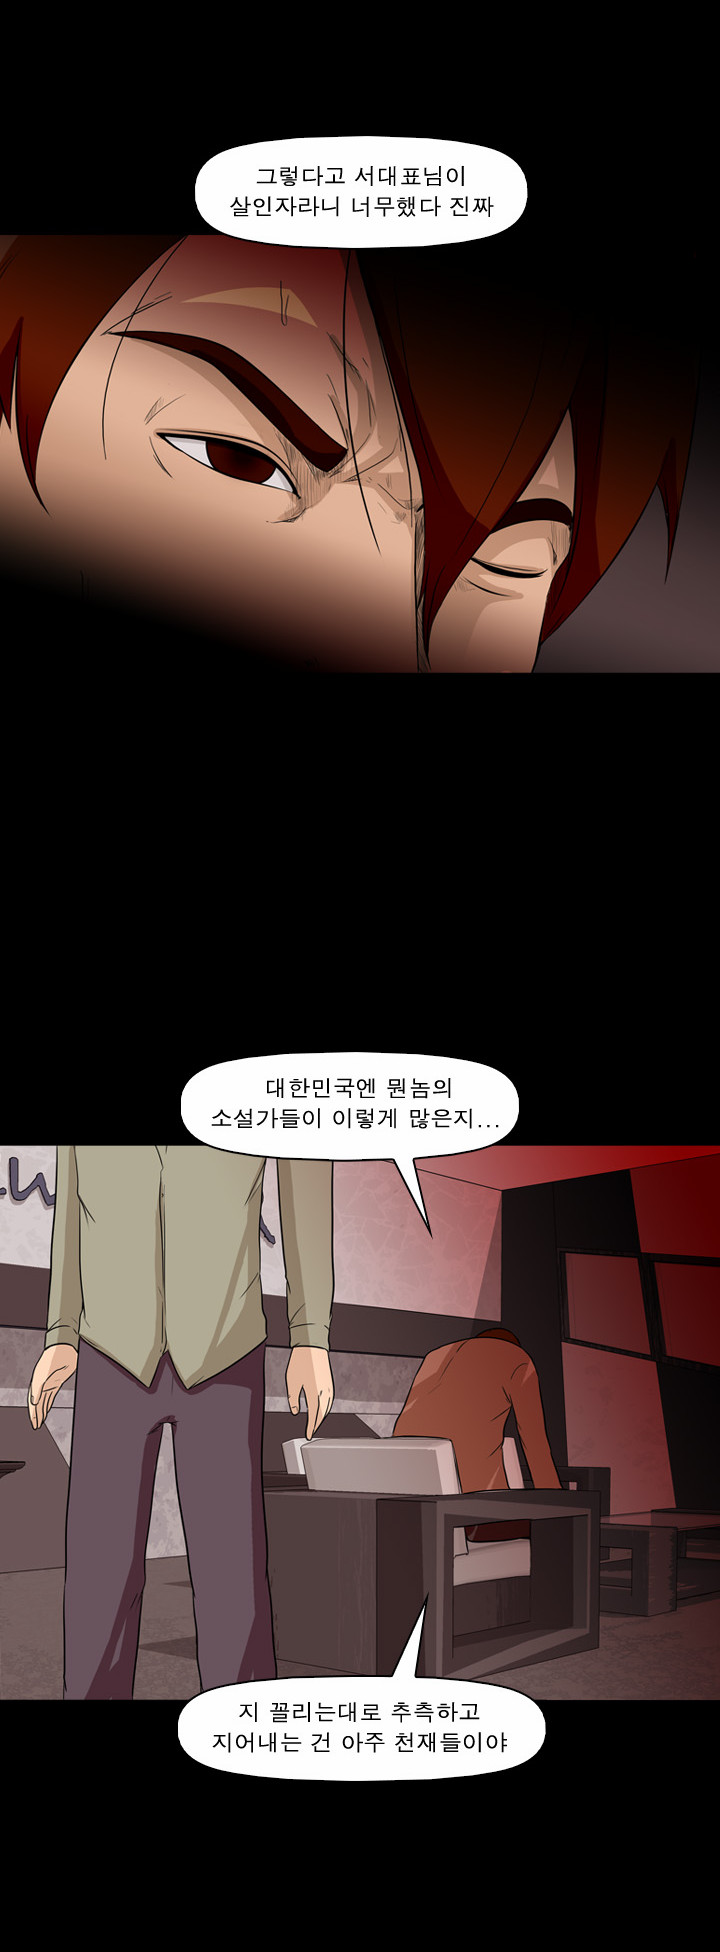 그렇다고 서대표님이
살인자라니 너무했다 진짜
대한민국엔 뭔놈의
소설가들이 이렇게 많은지...
지 꼴리는대로 추측하고
지어내는 건 아주 천재들이야